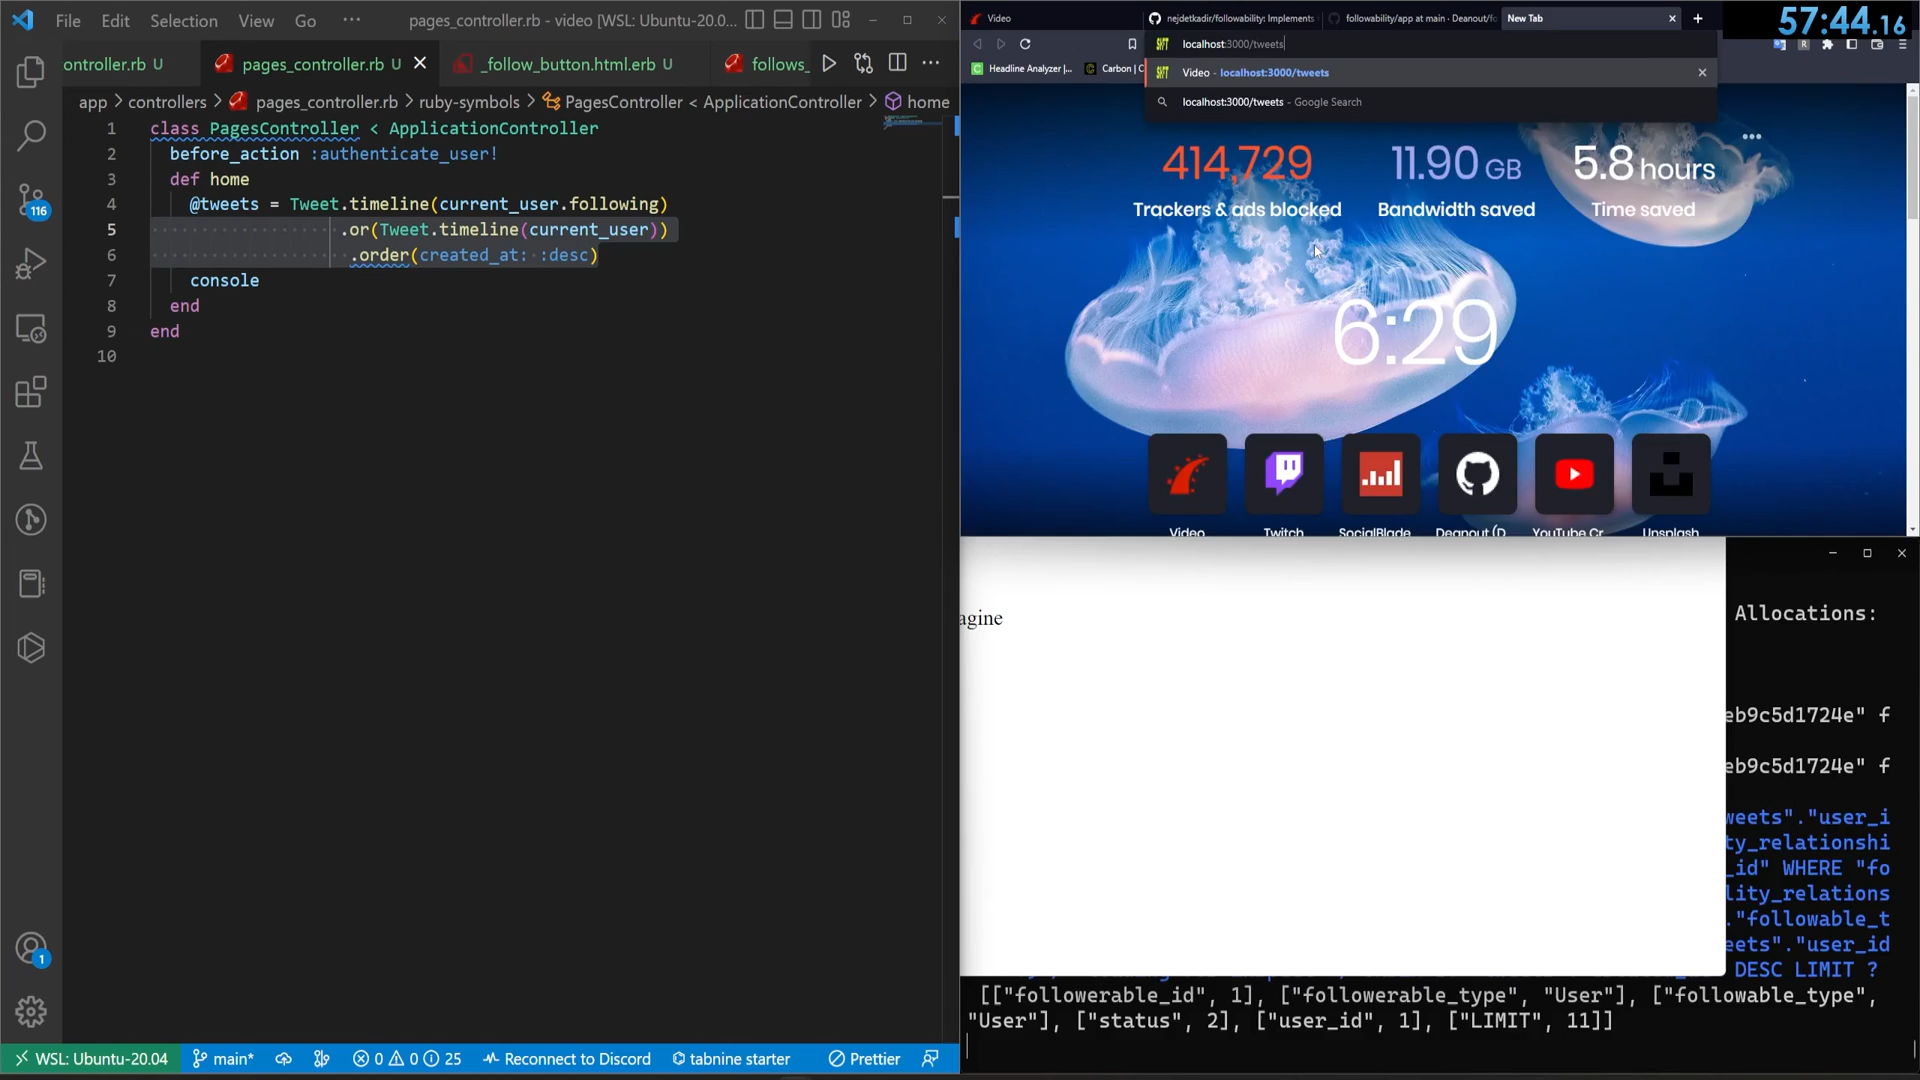 File Edit Selection View Go ··· pages_controller.rb - video [WSL: Ubuntu-20.0...
ontroller.rb U pages_controller.rb U _follow_button.html.erb U follows_
app > controllers > pages_controller.rb > ruby-symbols > PagesController < ApplicationController > home
1 class PagesController < ApplicationController
2 before_action :authenticate_user!
3 def home
4 @tweets = Tweet.timeline(current_user.following)
5 .or(Tweet.timeline(current_user))
6 .order(created_at: :desc)
7 console
8 end
9 end
10
116
1
WSL: Ubuntu-20.04 main* 0 0 25 Reconnect to Discord tabnine starter Prettier
Video nejdetkadir/followability: Implements followability/app at main · Deanout/fo New Tab
57:44.16
localhost:3000/tweets
Headline Analyzer |... Carbon | C
Video - localhost:3000/tweets
localhost:3000/tweets - Google Search
414,729 11.90 GB 5.8 hours
Trackers & ads blocked Bandwidth saved Time saved
6:29
Video Twitch SocialBlade Deanout (D YouTube Cr Unsplash
agine
Allocations:
eb9c5d1724e" f
eb9c5d1724e" f
weets"."user_i
ty_relationshi
_id" WHERE "fo
lity_relations
."followable_t
eets"."user_id
DESC LIMIT ?
[["followerable_id", 1], ["followerable_type", "User"], ["followable_type",
"User"], ["status", 2], ["user_id", 1], ["LIMIT", 11]]